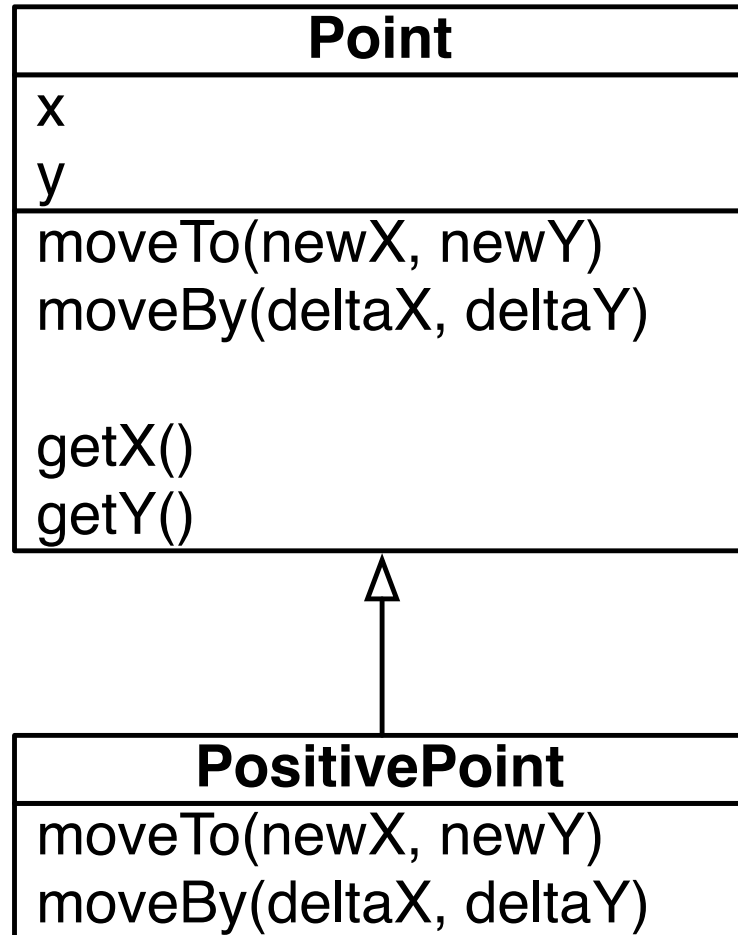 Point
x
y
moveTo(newX, newY)
moveBy(deltaX, deltaY)
getX()
getY()
PositivePoint
moveTo(newX, newY)
moveBy(deltaX, deltaY)